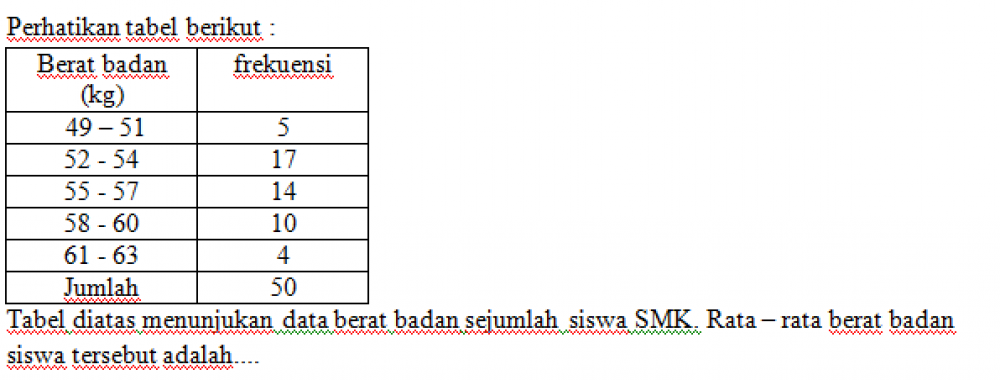 Perhatikan tabel berikut :
Berat badan (kg) frekuensi
49 – 51 5
52 - 54 17
55 - 57 14
58 - 60 10
61 - 63 4
Jumlah 50
Tabel diatas menunjukan data berat badan sejumlah siswa SMK. Rata – rata berat badan
siswa tersebut adalah....